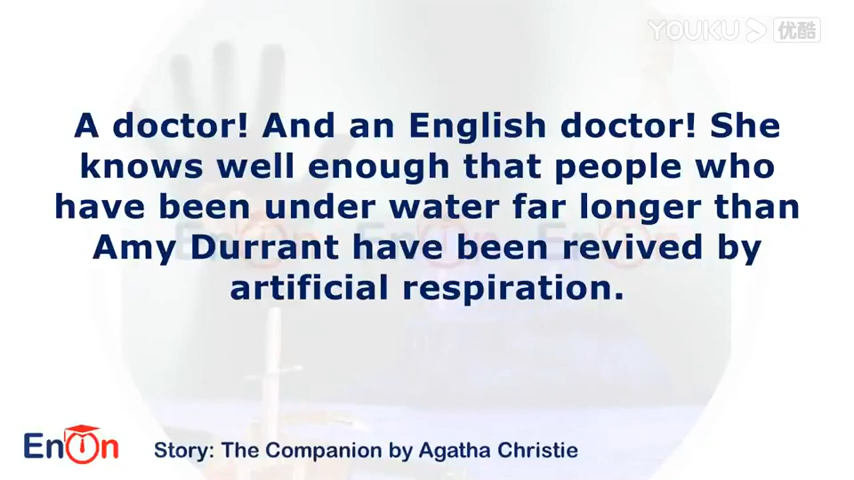 YOUKU 优酷
A doctor! And an English doctor! She
knows well enough that people who
have been under water far longer than
Amy Durrant have been revived by
artificial respiration.
EnOn
Story: The Companion by Agatha Christie